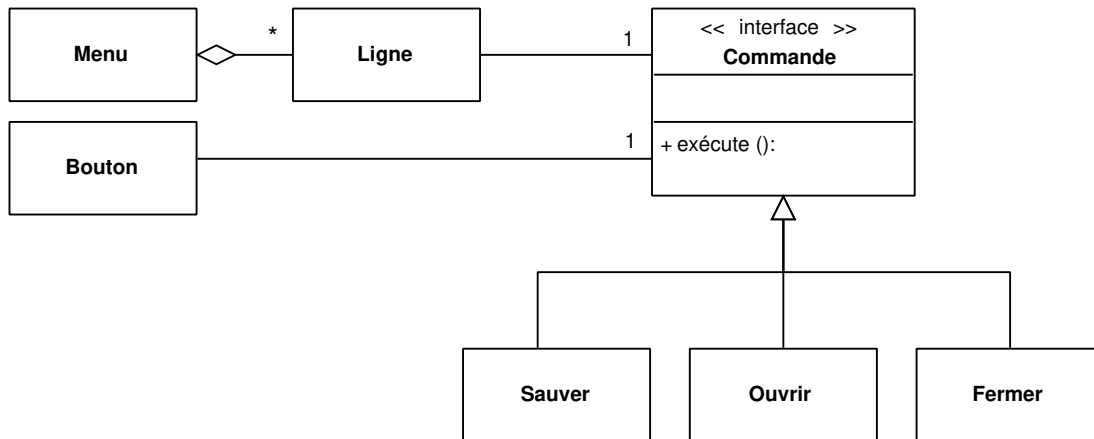 Menu
*
Ligne
1
<< interface >>
Commande
Bouton
1
+ exécute ():
Sauver
Ouvrir
Fermer